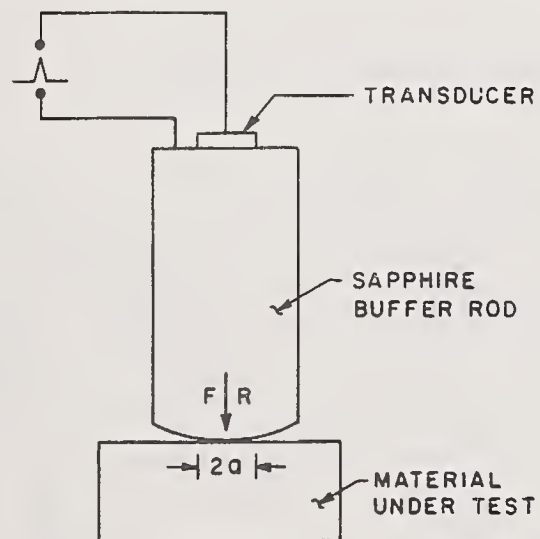 TRANSDUCER
SAPPHIRE
BUFFER ROD
F R
2a
MATERIAL
UNDER TEST